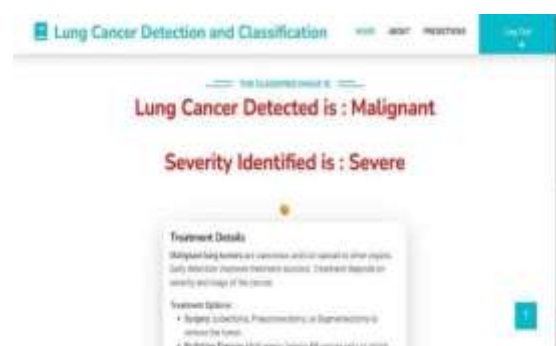 Lung Cancer Detection and Classification
HOME ABOUT PREDICTIONS
Log Out
THE CLASSIFIED IMAGE IS
Lung Cancer Detected is : Malignant
Severity Identified is : Severe
Treatment Details
Malignant lung tumors are cancerous and can spread to other organs.
Early detection improves treatment success. Treatment depends on
severity and stage of the cancer.
Treatment Options:
Surgery: Lobectomy, Pneumonectomy, or Segmentectomy to
remove the tumor.